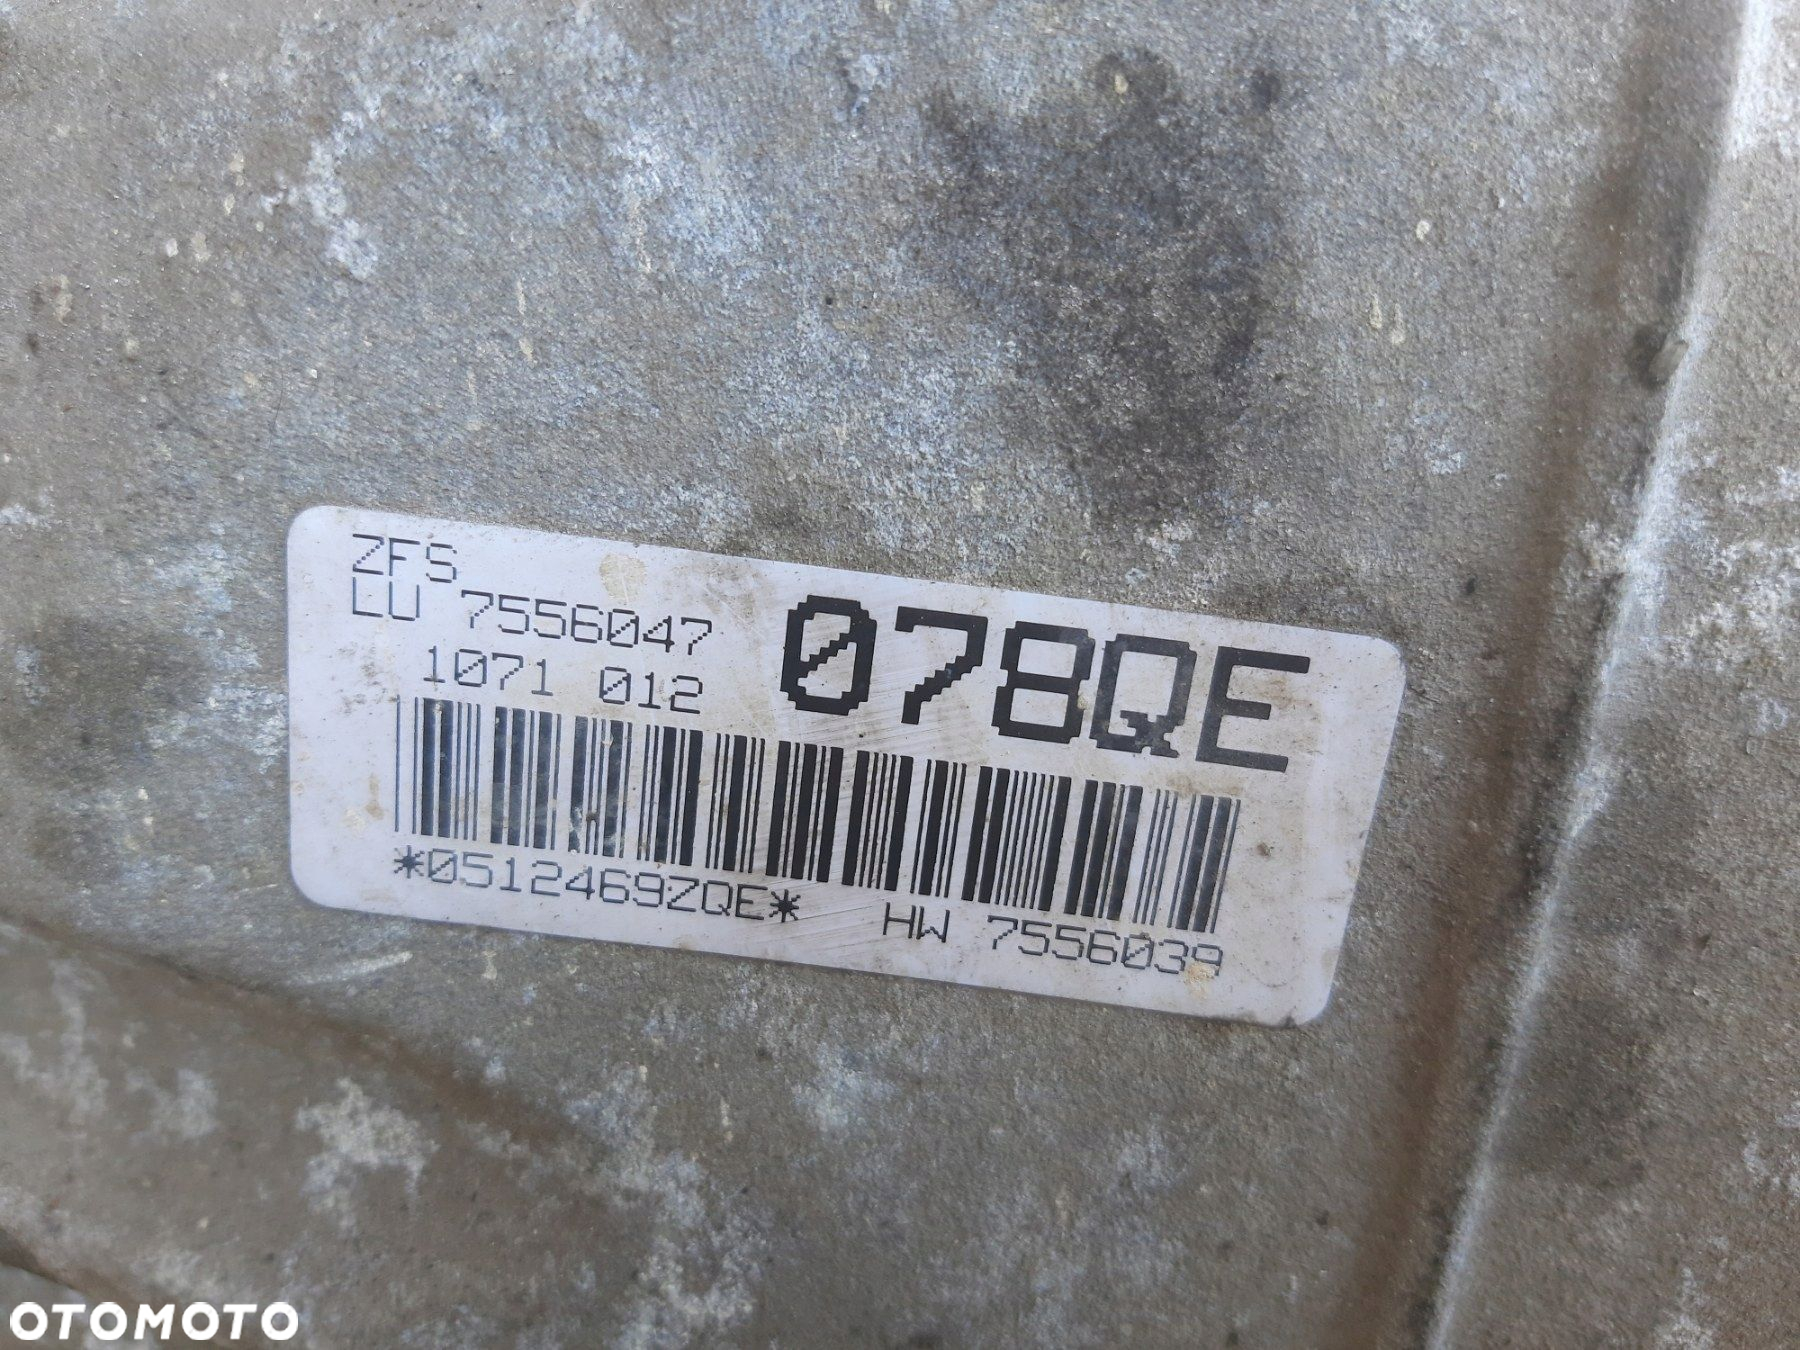 ZFS
LU 7556047
1071 012
078QE
*0512469ZQE* HW 7556039
OTOMOTO